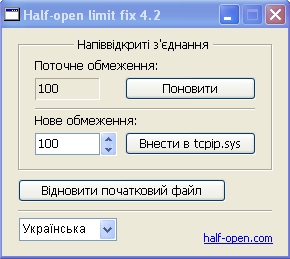 Half-open limit fix 4.2
Напіввідкриті з'єднання
Поточне обмеження:
100
Поновити
Нове обмеження:
100
Внести в tcpip.sys
Відновити початковий файл
Українська
half-open.com